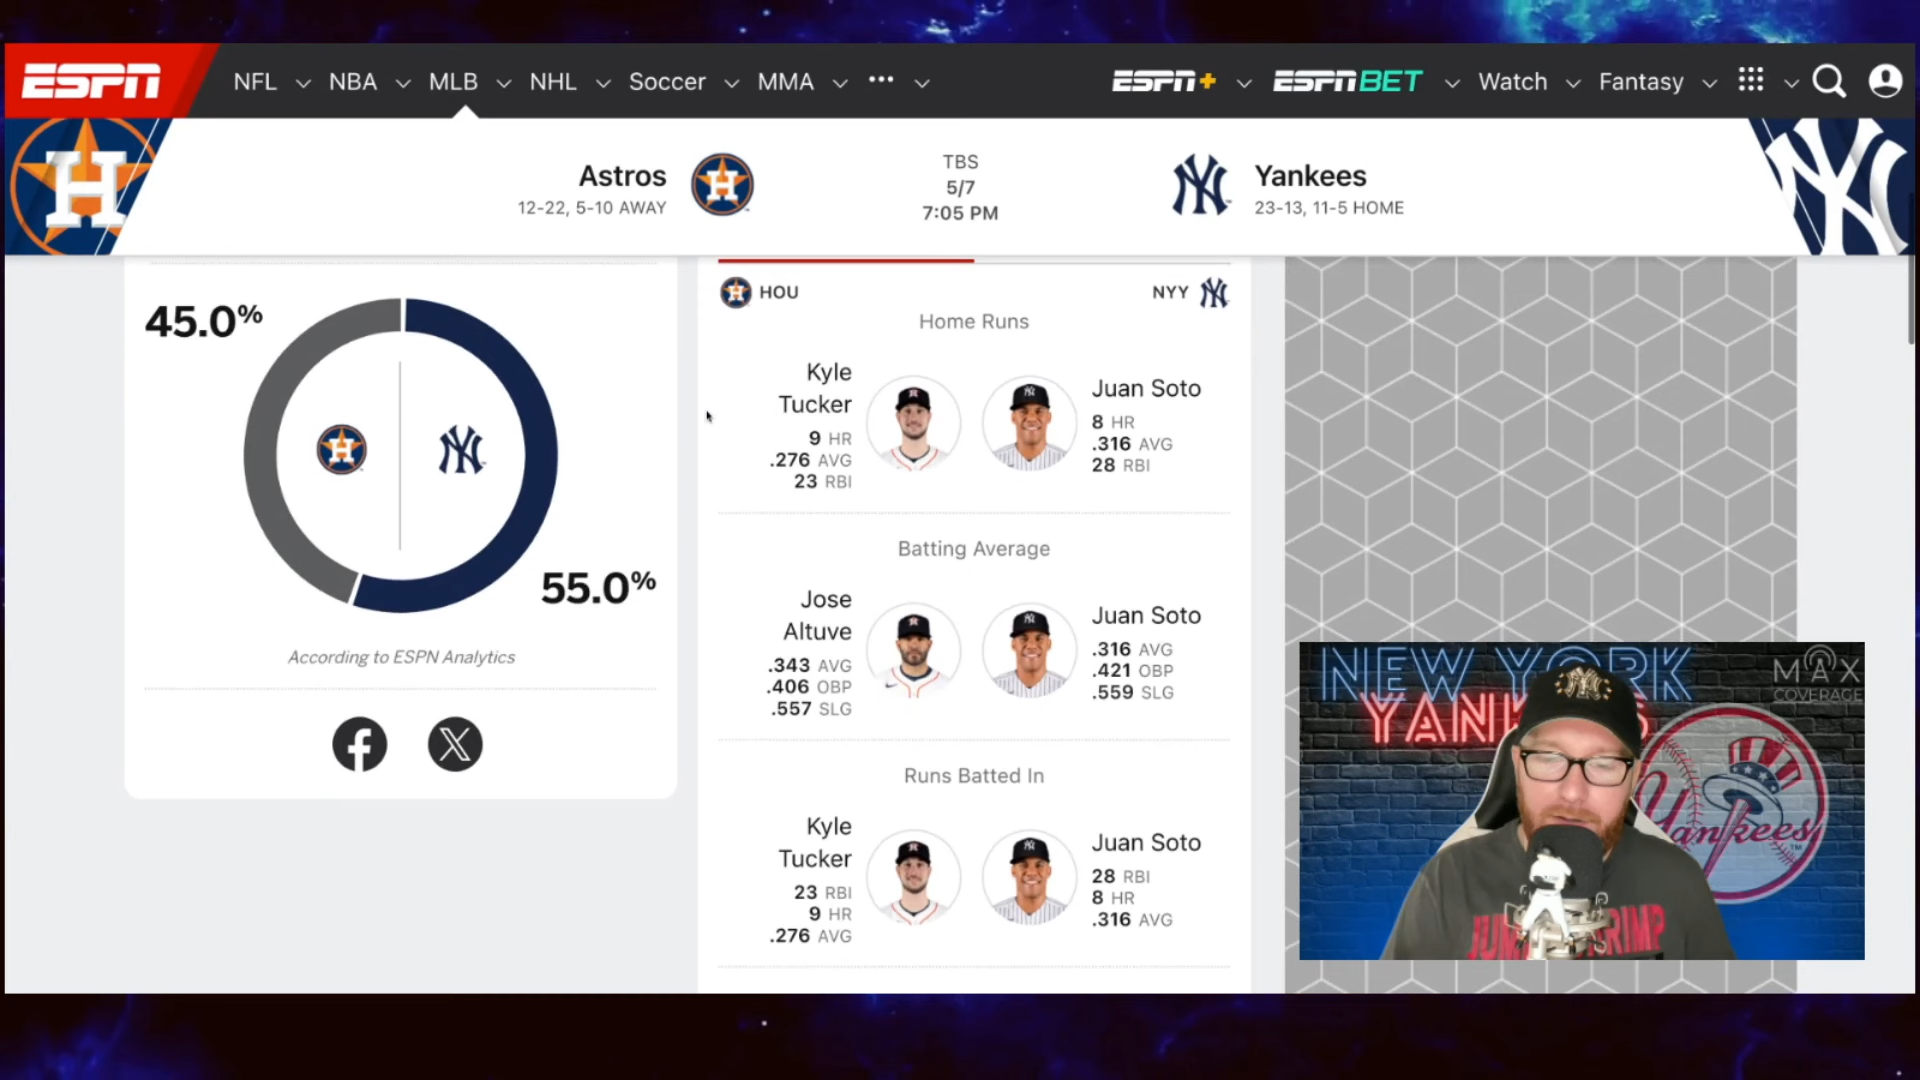 ESPN
NFL
NBA
MLB
NHL
Soccer
MMA
ESPN+
ESPN BET
Watch
Fantasy
Astros
12-22, 5-10 AWAY
TBS
5/7
7:05 PM
Yankees
23-13, 11-5 HOME
45.0%
55.0%
According to ESPN Analytics
HOU
NYY
Home Runs
Kyle
Tucker
9 HR
.276 AVG
23 RBI
Juan Soto
8 HR
.316 AVG
28 RBI
Batting Average
Jose
Altuve
.343 AVG
.406 OBP
.557 SLG
Juan Soto
.316 AVG
.421 OBP
.559 SLG
Runs Batted In
Kyle
Tucker
23 RBI
9 HR
.276 AVG
Juan Soto
28 RBI
8 HR
.316 AVG
NEW YORK
MAX
COVERAGE
Yankees